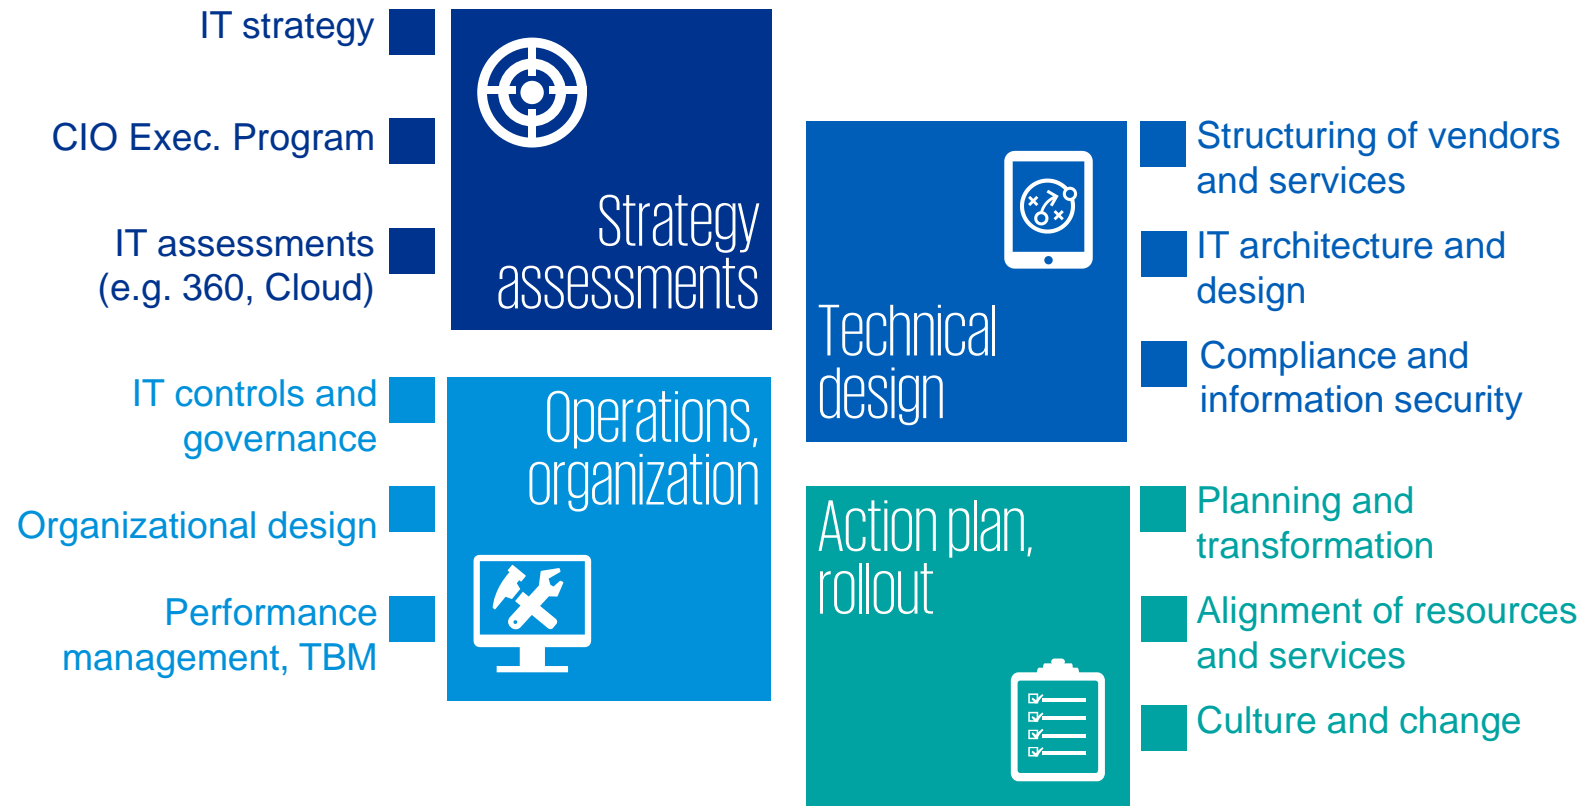 IT strategy
CIO Exec. Program
IT assessments
(e.g. 360, Cloud)
Strategy
assessments
Technical
design
Structuring of vendors
and services
IT architecture and
design
Compliance and
information security
IT controls and
governance
Organizational design
Performance
management, TBM
Operations,
organization
Action plan,
rollout
Planning and
transformation
Alignment of resources
and services
Culture and change